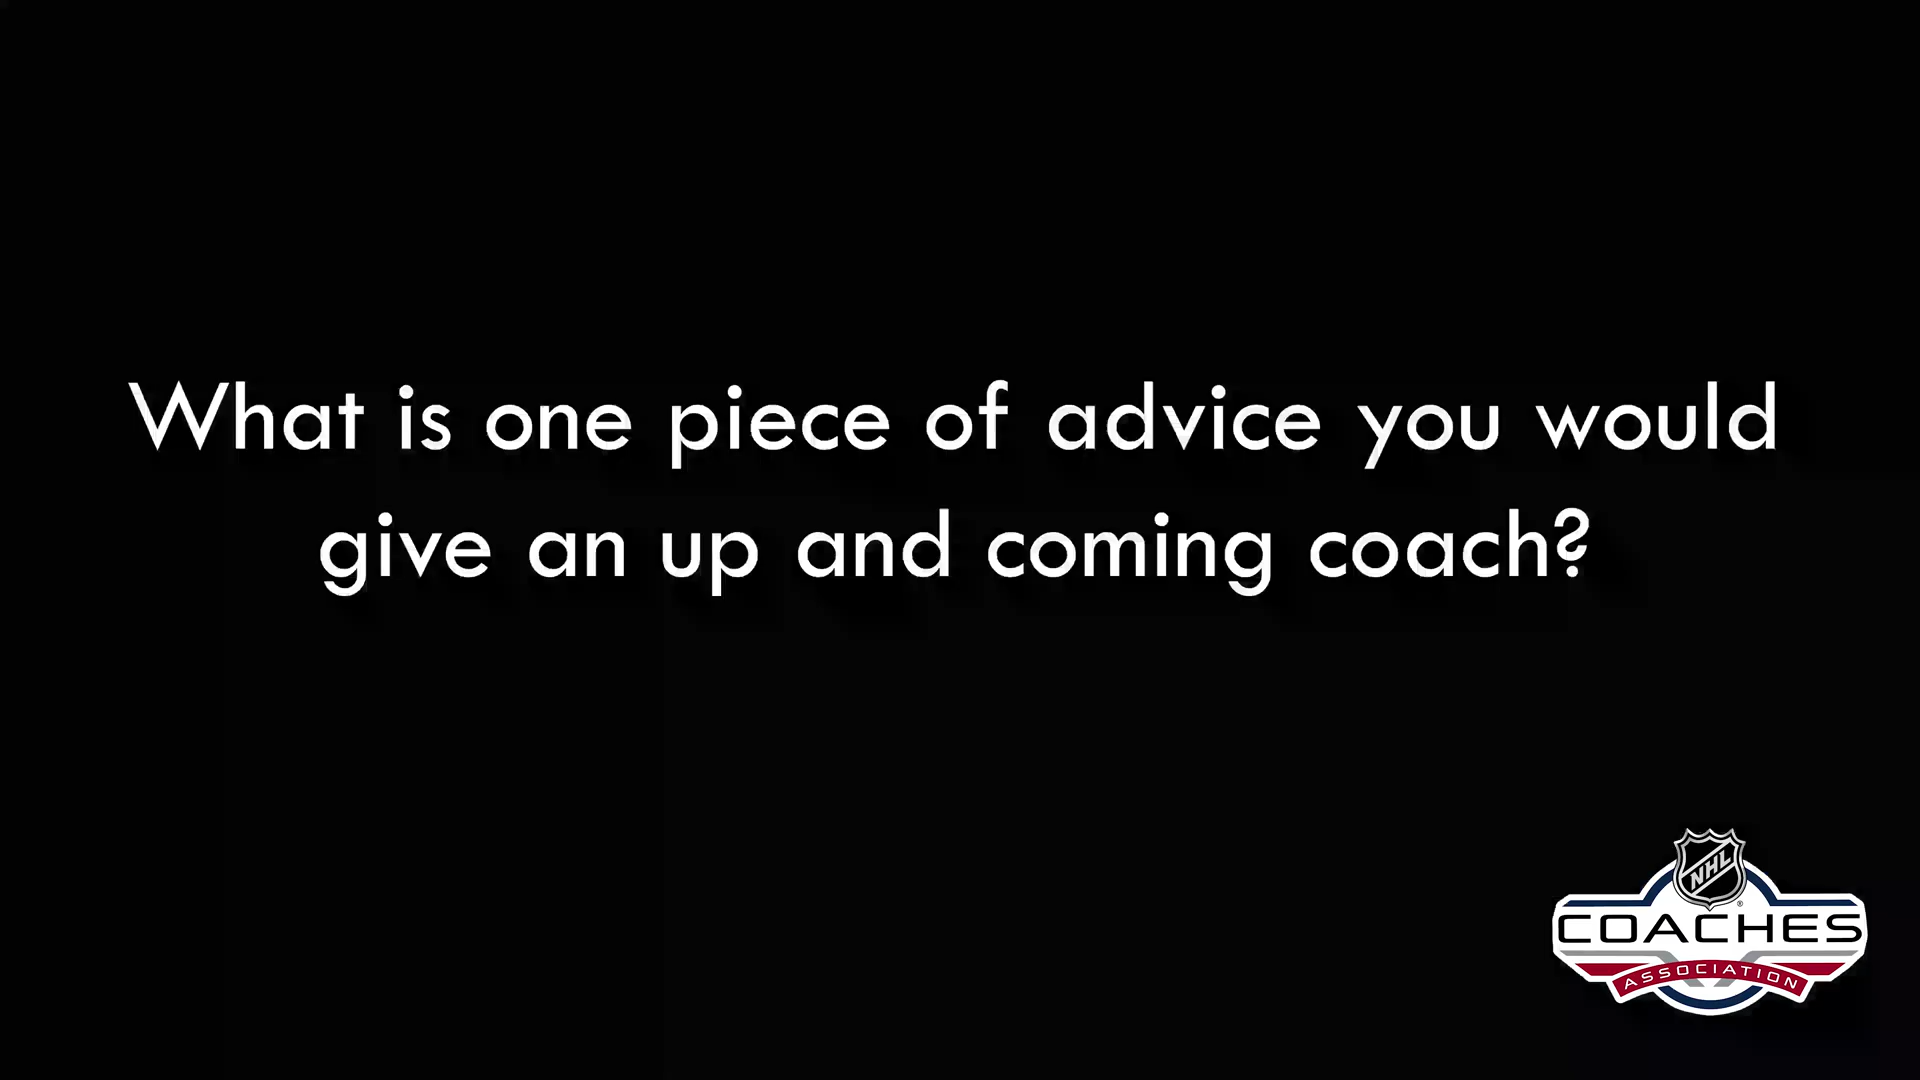 What is one piece of advice you would
give an up and coming coach?
NHL
®
COACHES
ASSOCIATION